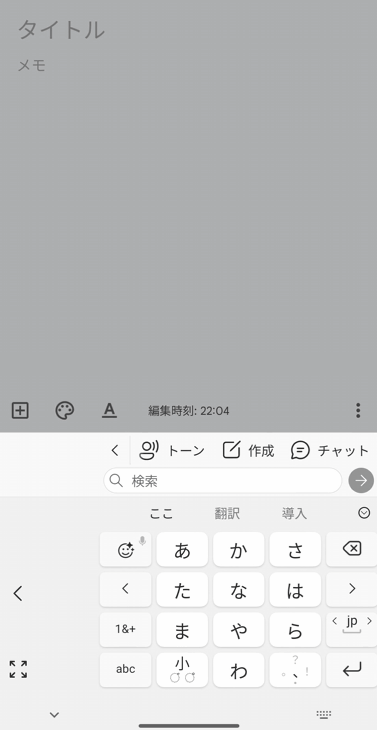 タイトル
メモ
編集時刻: 22:04
トーン 作成 チャット
検索
ここ 翻訳 導入
あ か さ
た な は
1&+ ま や ら jp
abc 小 わ 、。?!